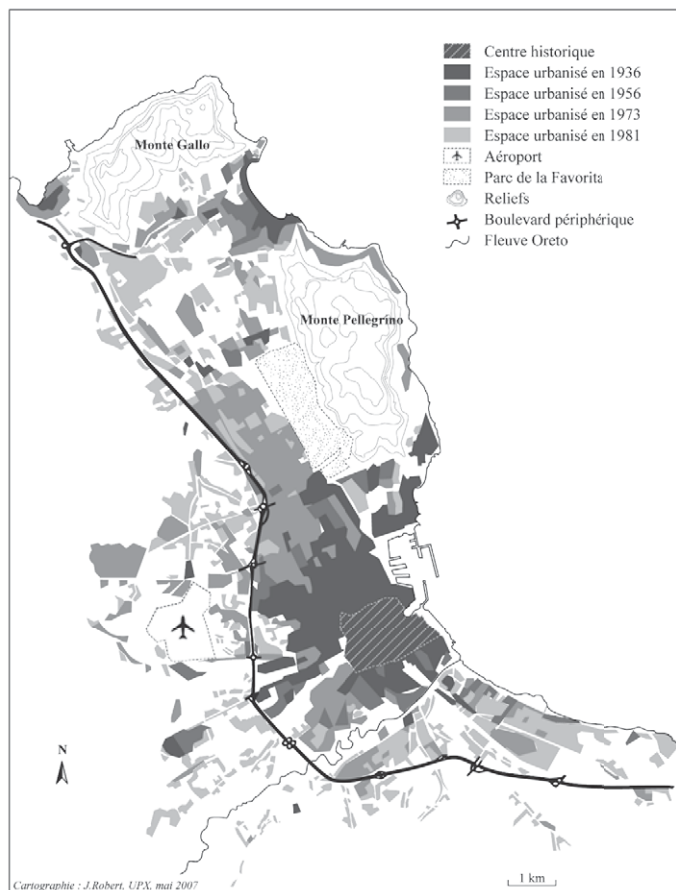 Centre historique
Espace urbanisé en 1936
Espace urbanisé en 1956
Espace urbanisé en 1973
Espace urbanisé en 1981
Aéroport
Parc de la Favorita
Reliefs
Boulevard périphérique
Fleuve Oreto
Monte Gallo
Monte Pellegrino
N
Cartographie : J.Robert, UPX, mai 2007
1 km